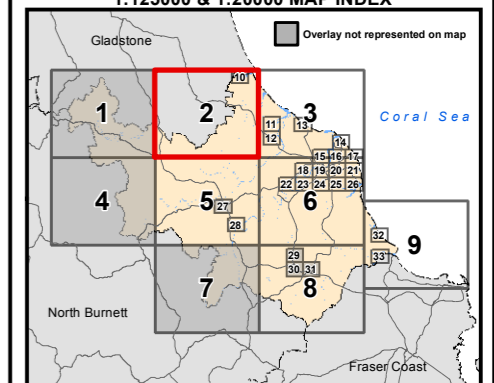 1:125000 & 1:20000 MAP INDEX
Gladstone
Overlay not represented on map
10
1
2
3
Coral Sea
11
13
12
14
15 16 17
18 19 20 21
22 23 24 25 26
4
5
6
27
28
32
9
33
29
30 31
7
8
North Burnett
Fraser Coast